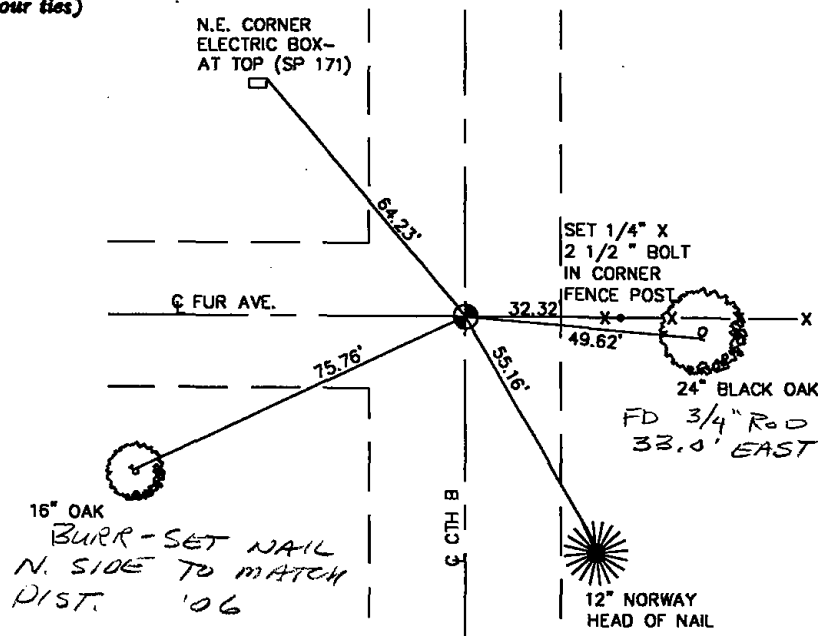 our ties)
N.E. CORNER
ELECTRIC BOX-
AT TOP (SP 171)
64.23'
SET 1/4" X
2 1/2 " BOLT
IN CORNER
FENCE POST
℄ FUR AVE.
32.32
X X X X
49.62'
75.76'
55.16'
24" BLACK OAK
FD 3/4" ROD
33.0' EAST
16" OAK
BURR - SET NAIL
N. SIDE TO MATCH
DIST. '06
℄ CTH B
12" NORWAY
HEAD OF NAIL